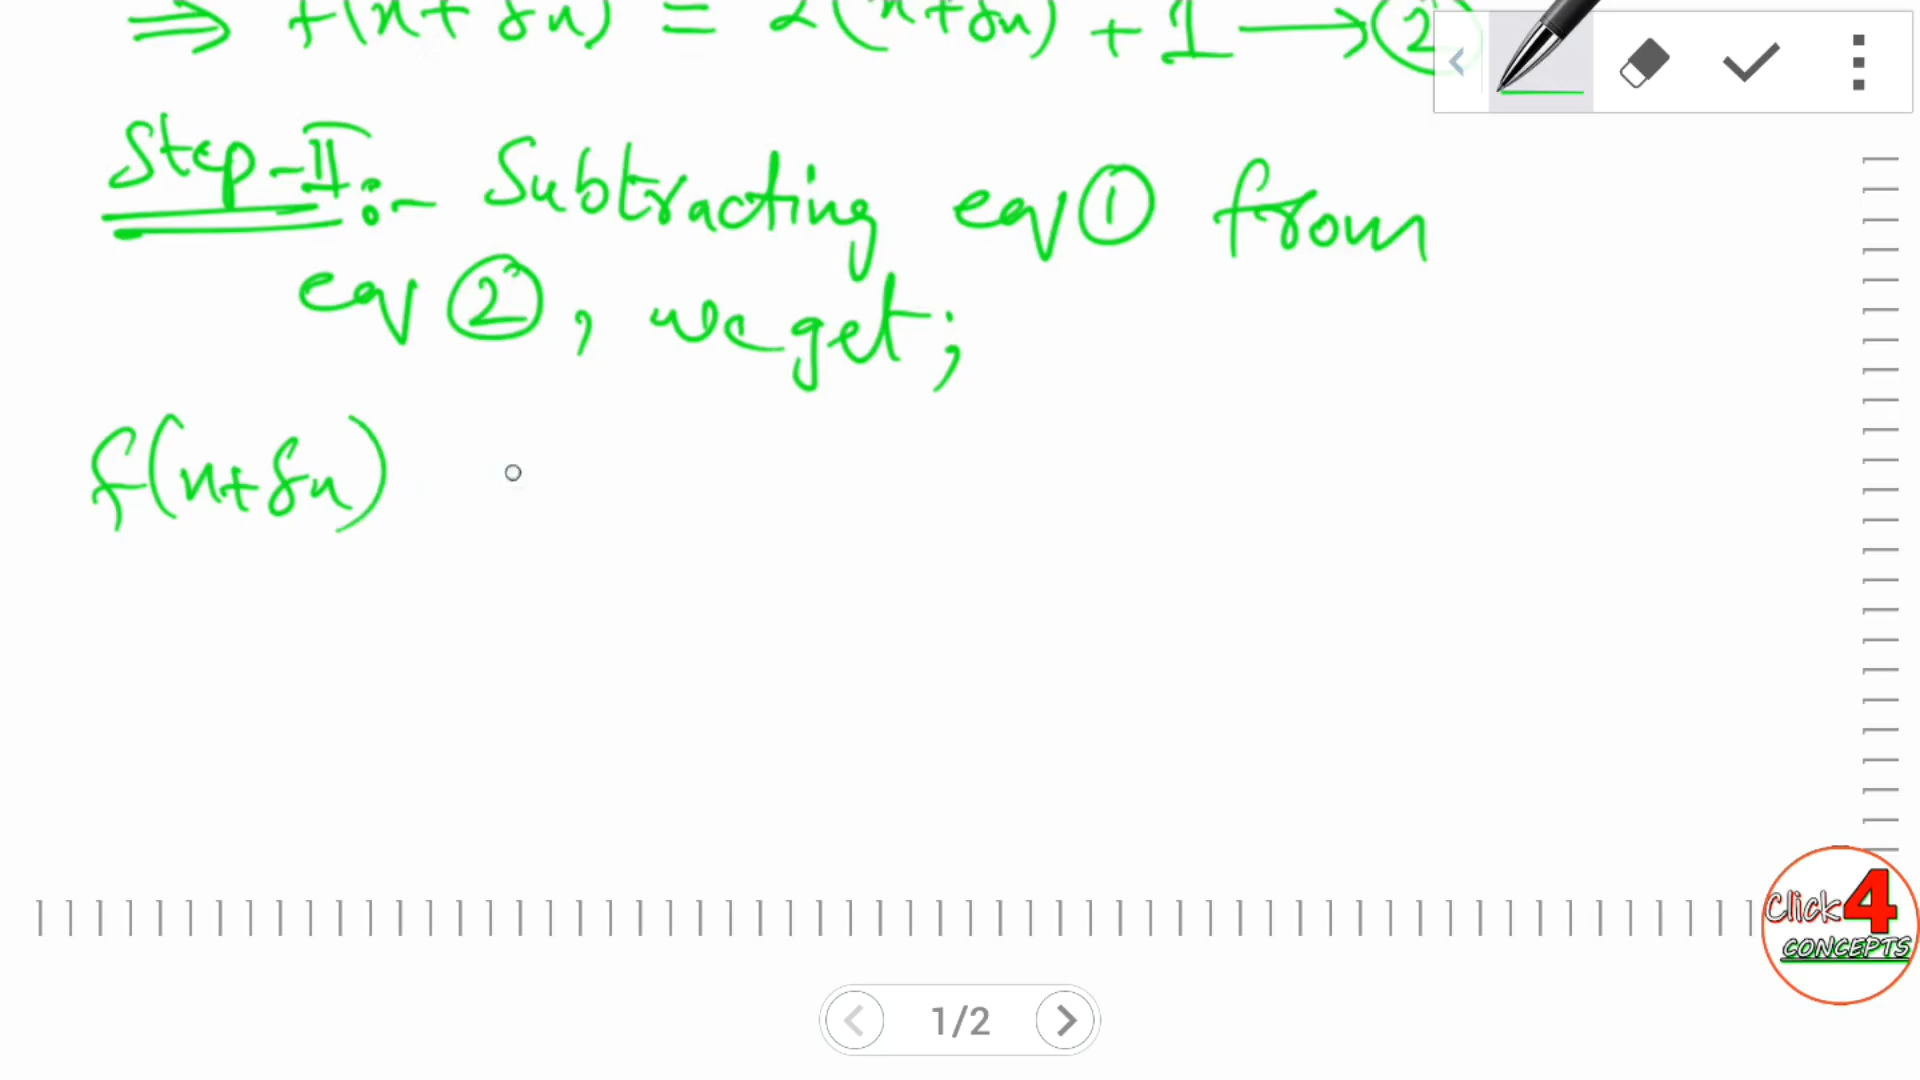 ⇒ f(x+δx) = 2(x+δx) + 1 → ②
Step-II:- Subtracting eq ① from
eq ②, we get;
f(x+δx)
1/2
Click 4
CONCEPTS